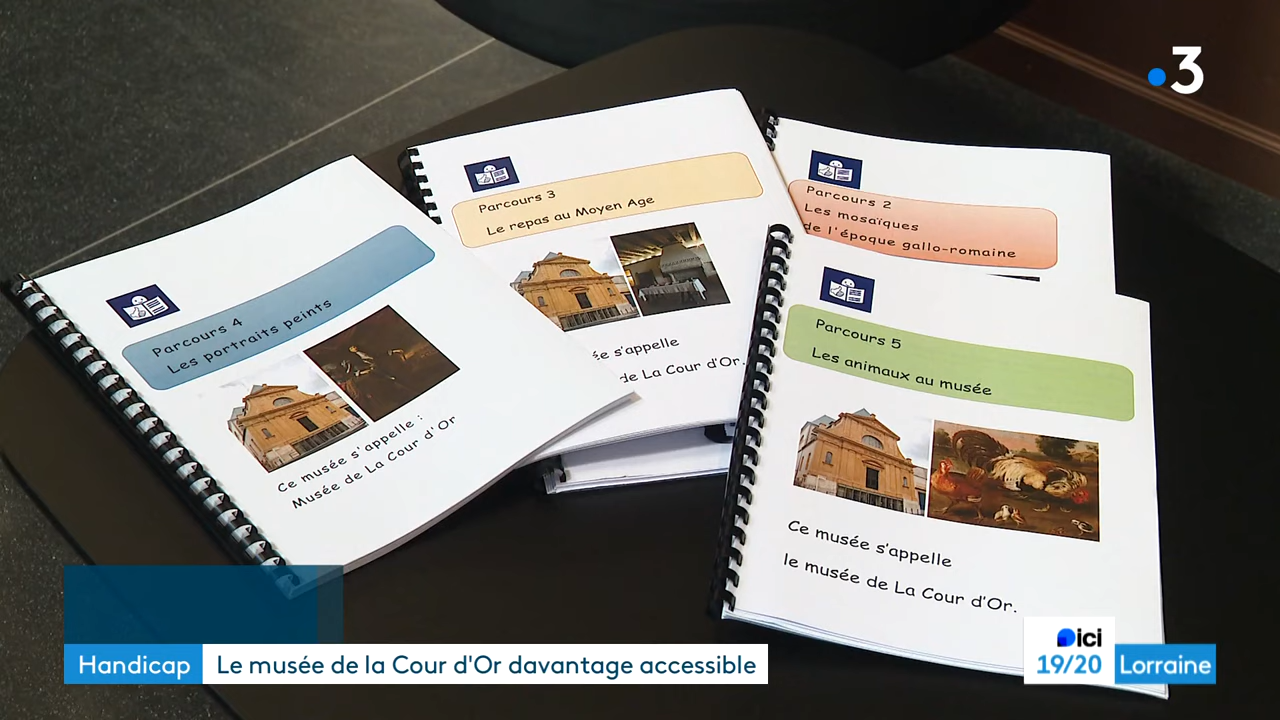 3
Parcours 3
Le repas au Moyen Age
ée s'appelle
de La Cour d'Or.
Parcours 2
Les mosaïques
de l'époque gallo-romaine
Parcours 4
Les portraits peints
Ce musée s'appelle :
Musée de La Cour d'Or
Parcours 5
Les animaux au musée
Ce musée s'appelle
le musée de La Cour d'Or.
Handicap
Le musée de la Cour d'Or davantage accessible
ici
19/20
Lorraine